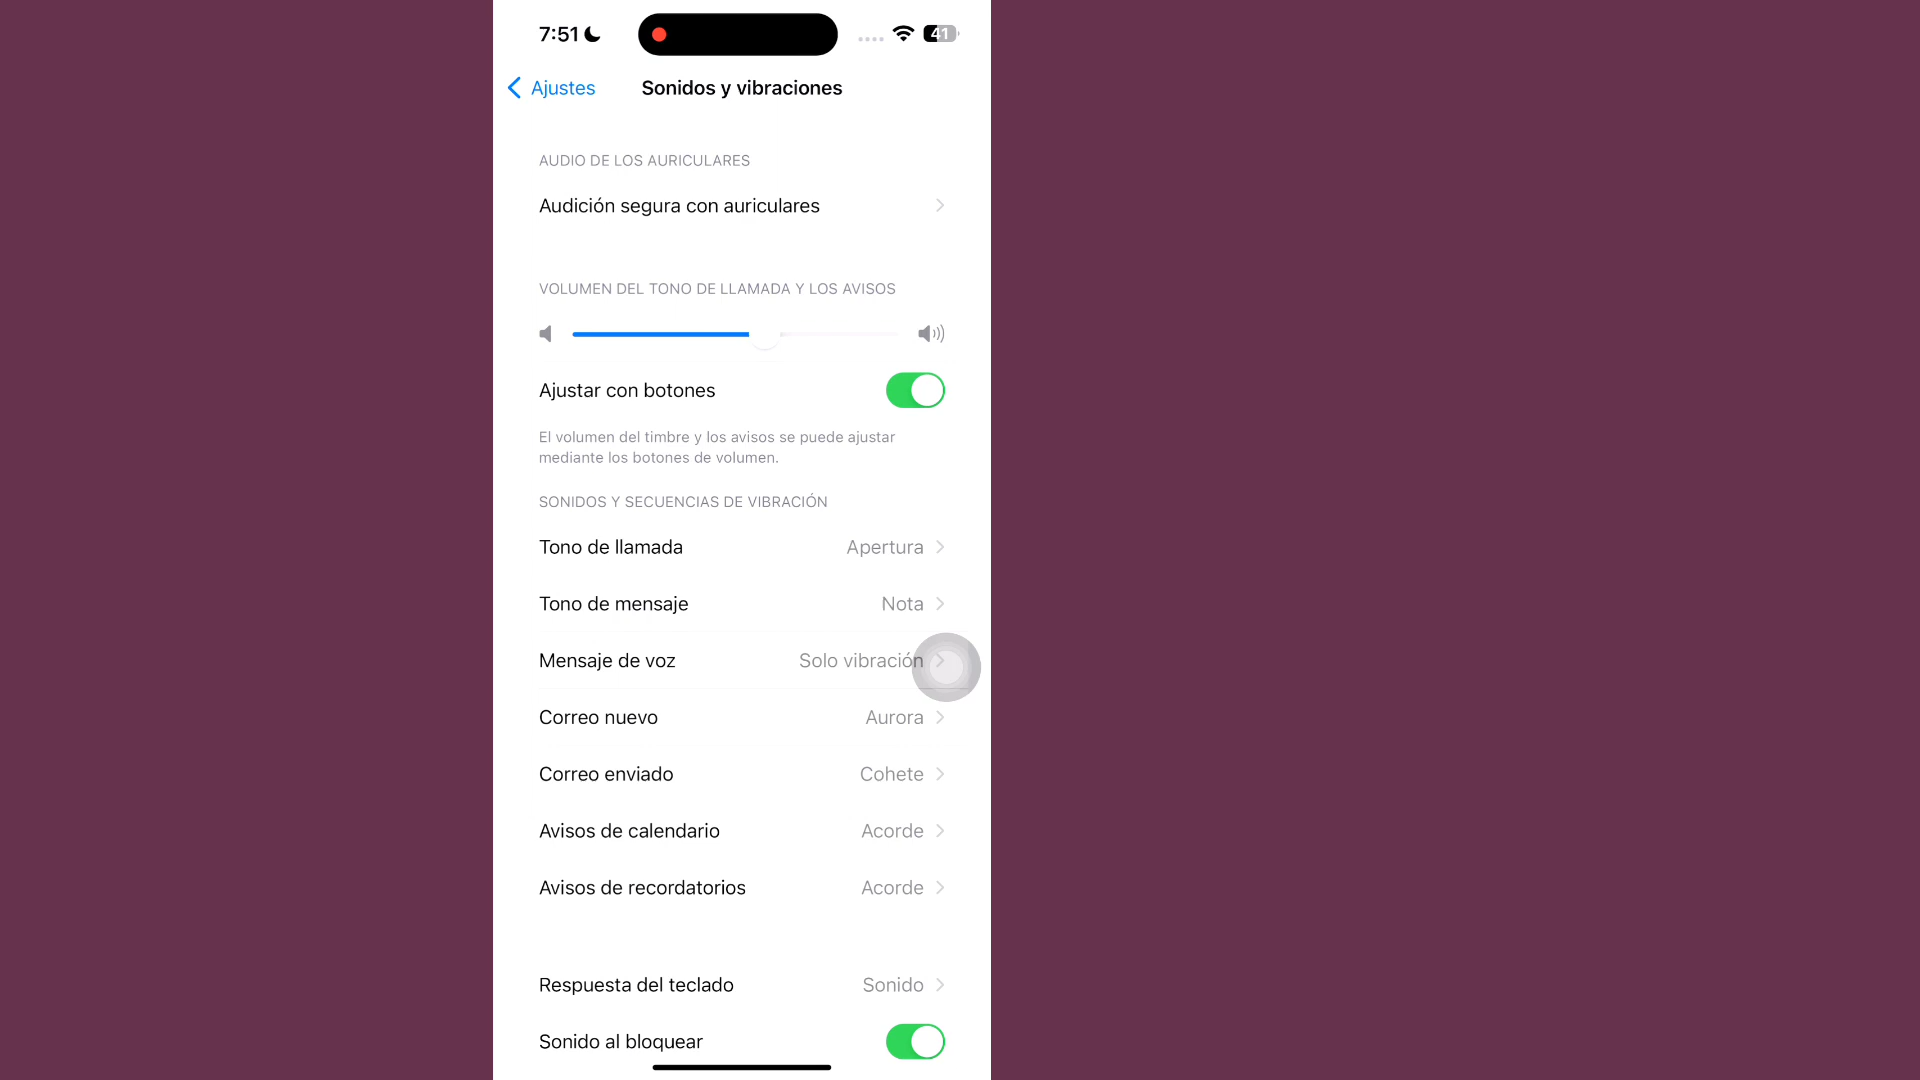 7:51
41
Ajustes
Sonidos y vibraciones
AUDIO DE LOS AURICULARES
Audición segura con auriculares
VOLUMEN DEL TONO DE LLAMADA Y LOS AVISOS
Ajustar con botones
El volumen del timbre y los avisos se puede ajustar
mediante los botones de volumen.
SONIDOS Y SECUENCIAS DE VIBRACIÓN
Tono de llamada Apertura
Tono de mensaje Nota
Mensaje de voz Solo vibración
Correo nuevo Aurora
Correo enviado Cohete
Avisos de calendario Acorde
Avisos de recordatorios Acorde
Respuesta del teclado Sonido
Sonido al bloquear